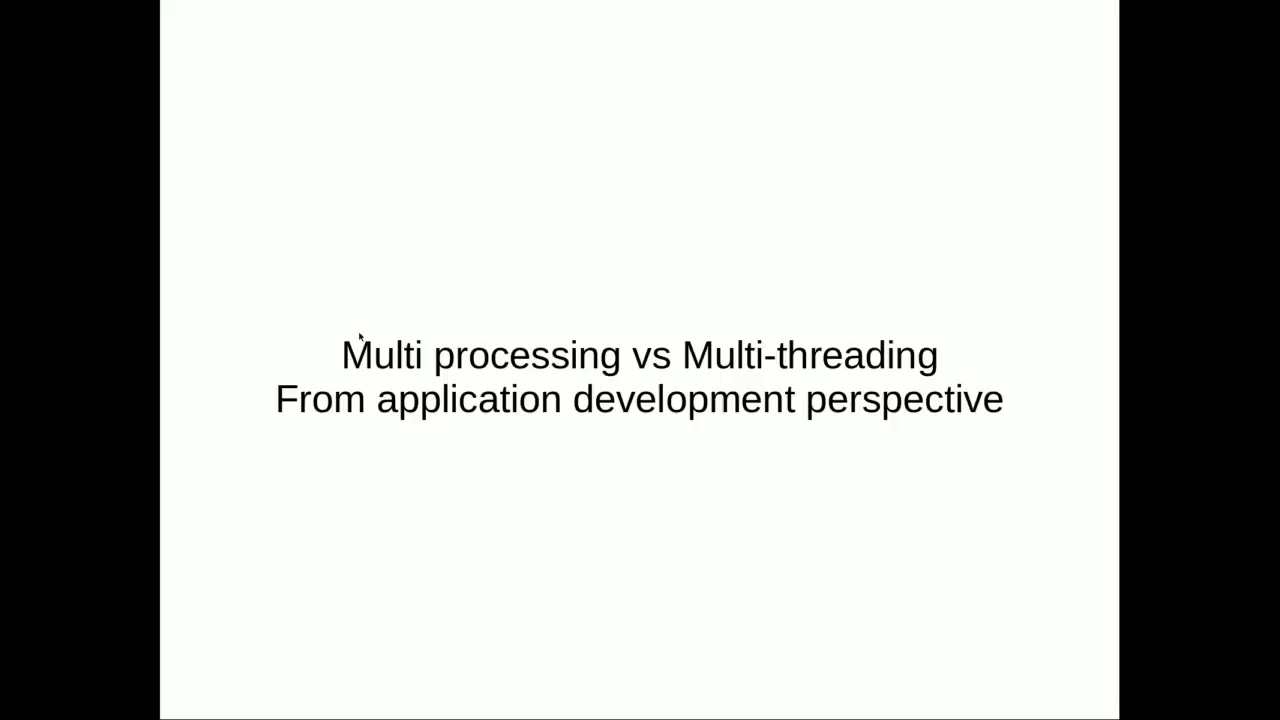 Multi processing vs Multi-threading
From application development perspective